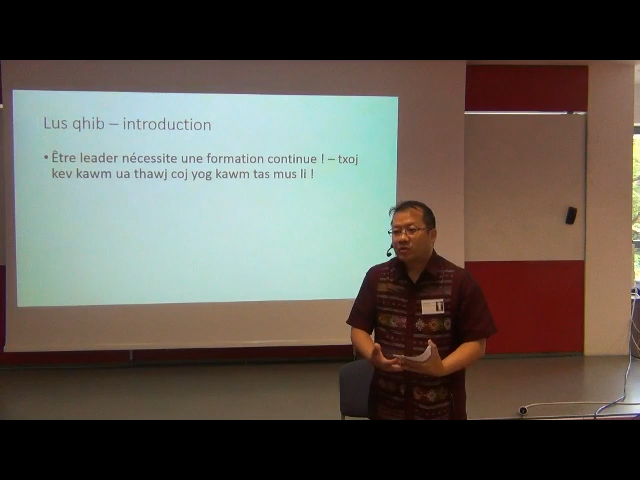 Lus qhib – introduction
• Être leader nécessite une formation continue ! – txoj
kev kawm ua thawj coj yog kawm tas mus li !